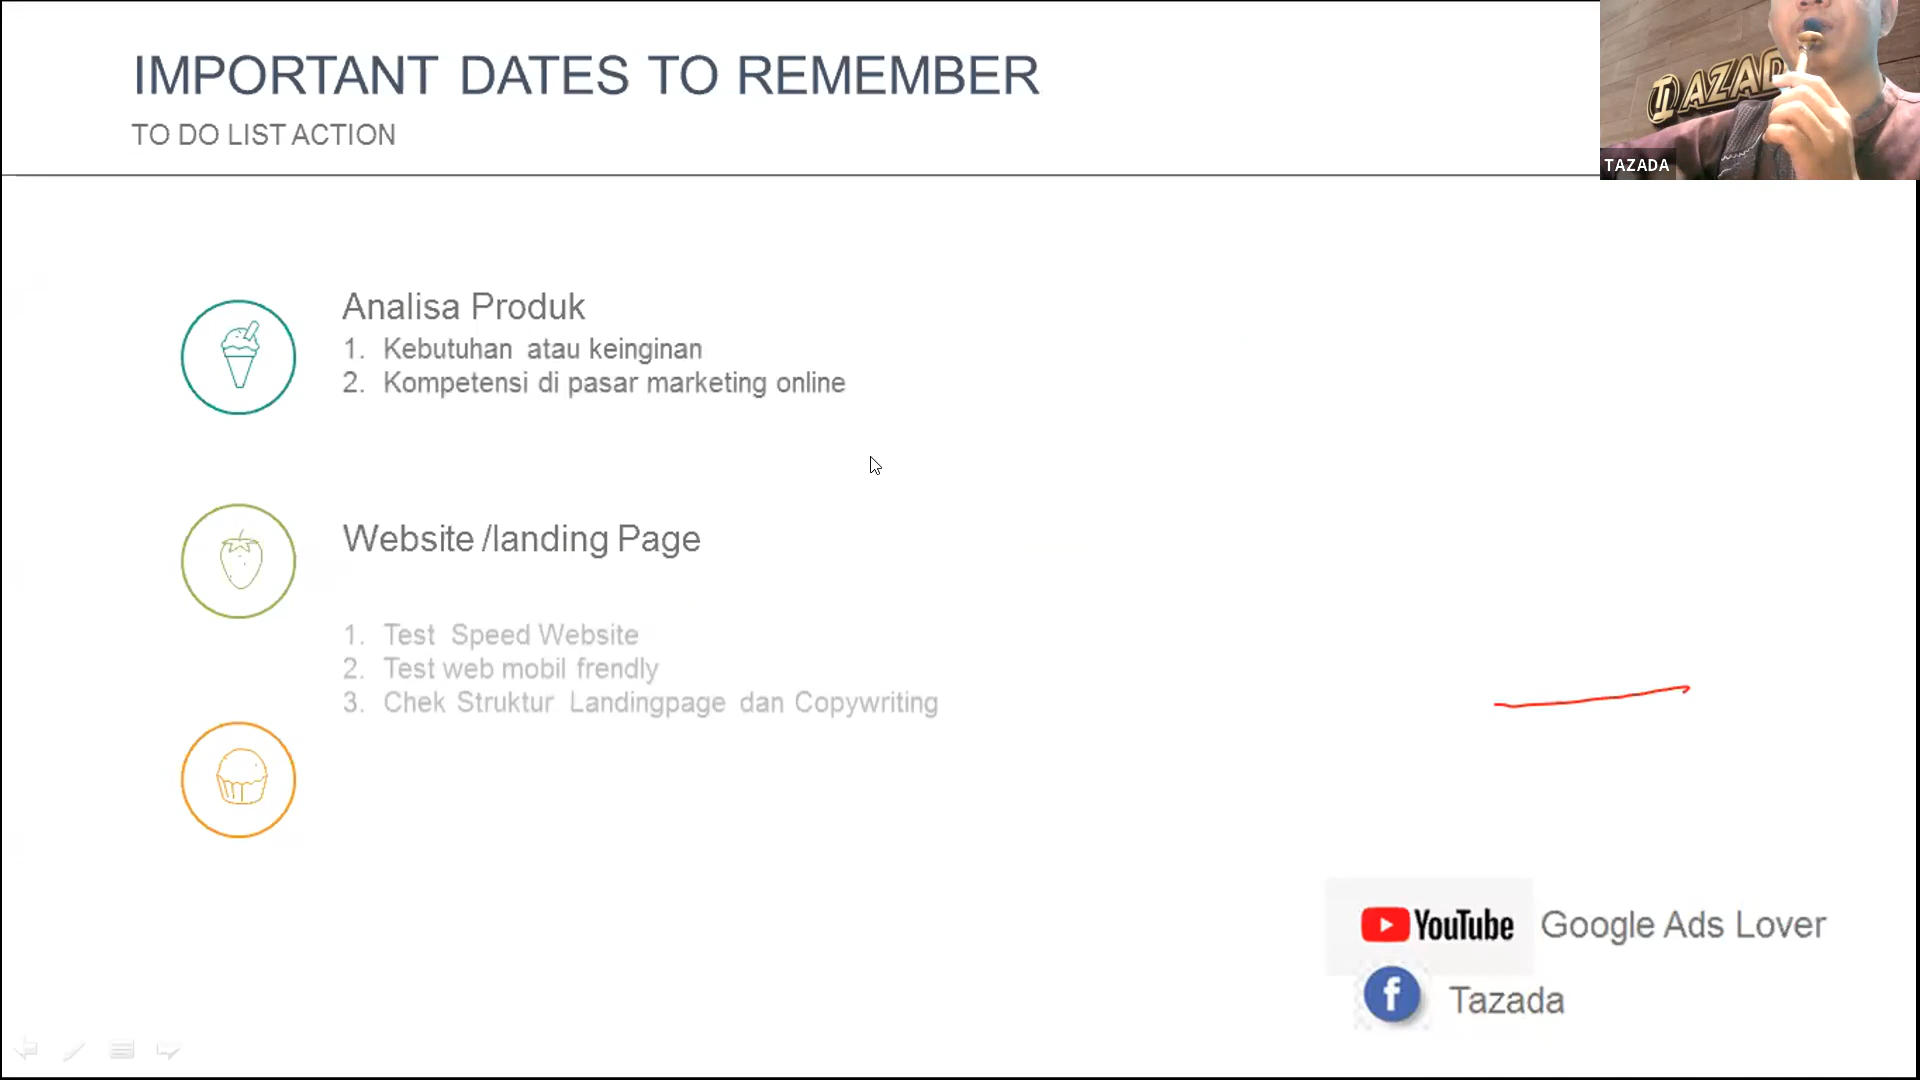 IMPORTANT DATES TO REMEMBER
TO DO LIST ACTION
TAZADA
Analisa Produk
1. Kebutuhan atau keinginan
2. Kompetensi di pasar marketing online
Website /landing Page
1. Test Speed Website
2. Test web mobil frendly
3. Chek Struktur Landingpage dan Copywriting
YouTube Google Ads Lover
Tazada